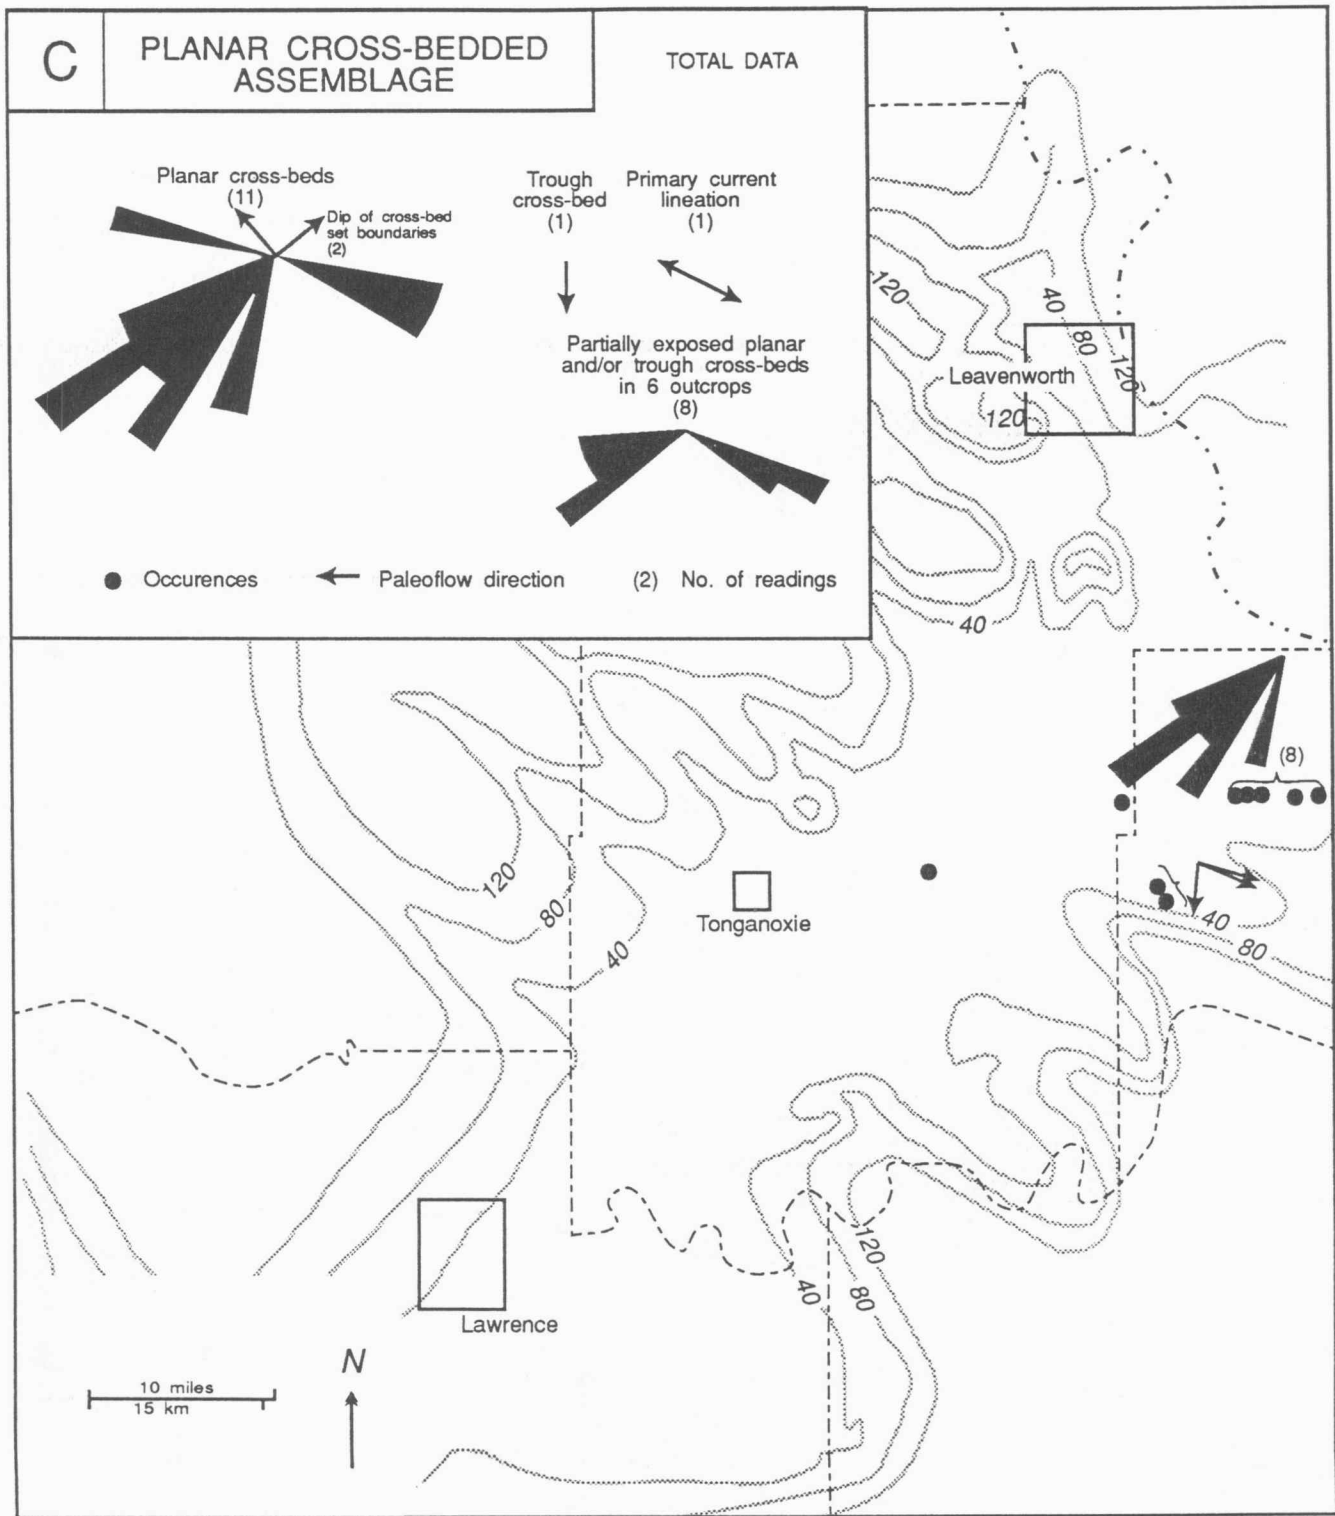 C
PLANAR CROSS-BEDDED
ASSEMBLAGE
TOTAL DATA
Planar cross-beds
(11)
Dip of cross-bed
set boundaries
(2)
Trough
cross-bed
(1)
Primary current
lineation
(1)
Partially exposed planar
and/or trough cross-beds
in 6 outcrops
(8)
Occurences
Paleoflow direction
(2) No. of readings
120
40
80
120
Leavenworth
120
40
(8)
120
80
40
Tonganoxie
40
80
120
40
80
Lawrence
N
10 miles
15 km